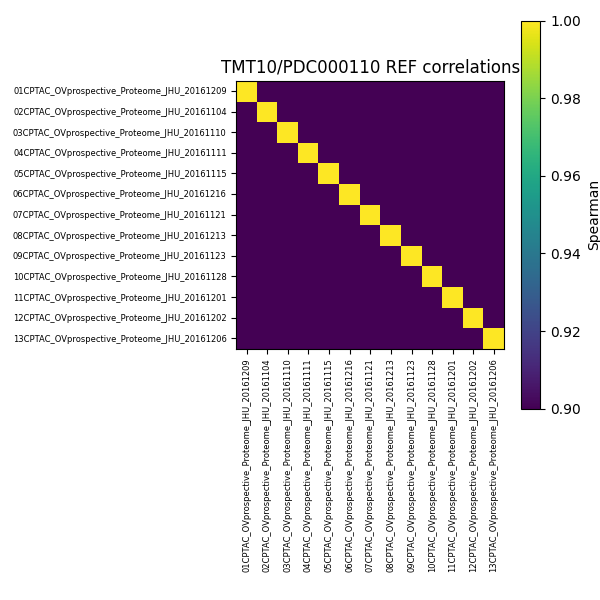 TMT10/PDC000110 REF correlations
01CPTAC_OVprospective_Proteome_JHU_20161209
02CPTAC_OVprospective_Proteome_JHU_20161104
03CPTAC_OVprospective_Proteome_JHU_20161110
04CPTAC_OVprospective_Proteome_JHU_20161111
05CPTAC_OVprospective_Proteome_JHU_20161115
06CPTAC_OVprospective_Proteome_JHU_20161216
07CPTAC_OVprospective_Proteome_JHU_20161121
08CPTAC_OVprospective_Proteome_JHU_20161213
09CPTAC_OVprospective_Proteome_JHU_20161123
10CPTAC_OVprospective_Proteome_JHU_20161128
11CPTAC_OVprospective_Proteome_JHU_20161201
12CPTAC_OVprospective_Proteome_JHU_20161202
13CPTAC_OVprospective_Proteome_JHU_20161206
01CPTAC_OVprospective_Proteome_JHU_20161209
02CPTAC_OVprospective_Proteome_JHU_20161104
03CPTAC_OVprospective_Proteome_JHU_20161110
04CPTAC_OVprospective_Proteome_JHU_20161111
05CPTAC_OVprospective_Proteome_JHU_20161115
06CPTAC_OVprospective_Proteome_JHU_20161216
07CPTAC_OVprospective_Proteome_JHU_20161121
08CPTAC_OVprospective_Proteome_JHU_20161213
09CPTAC_OVprospective_Proteome_JHU_20161123
10CPTAC_OVprospective_Proteome_JHU_20161128
11CPTAC_OVprospective_Proteome_JHU_20161201
12CPTAC_OVprospective_Proteome_JHU_20161202
13CPTAC_OVprospective_Proteome_JHU_20161206
1.00
0.98
0.96
0.94
0.92
0.90
Spearman